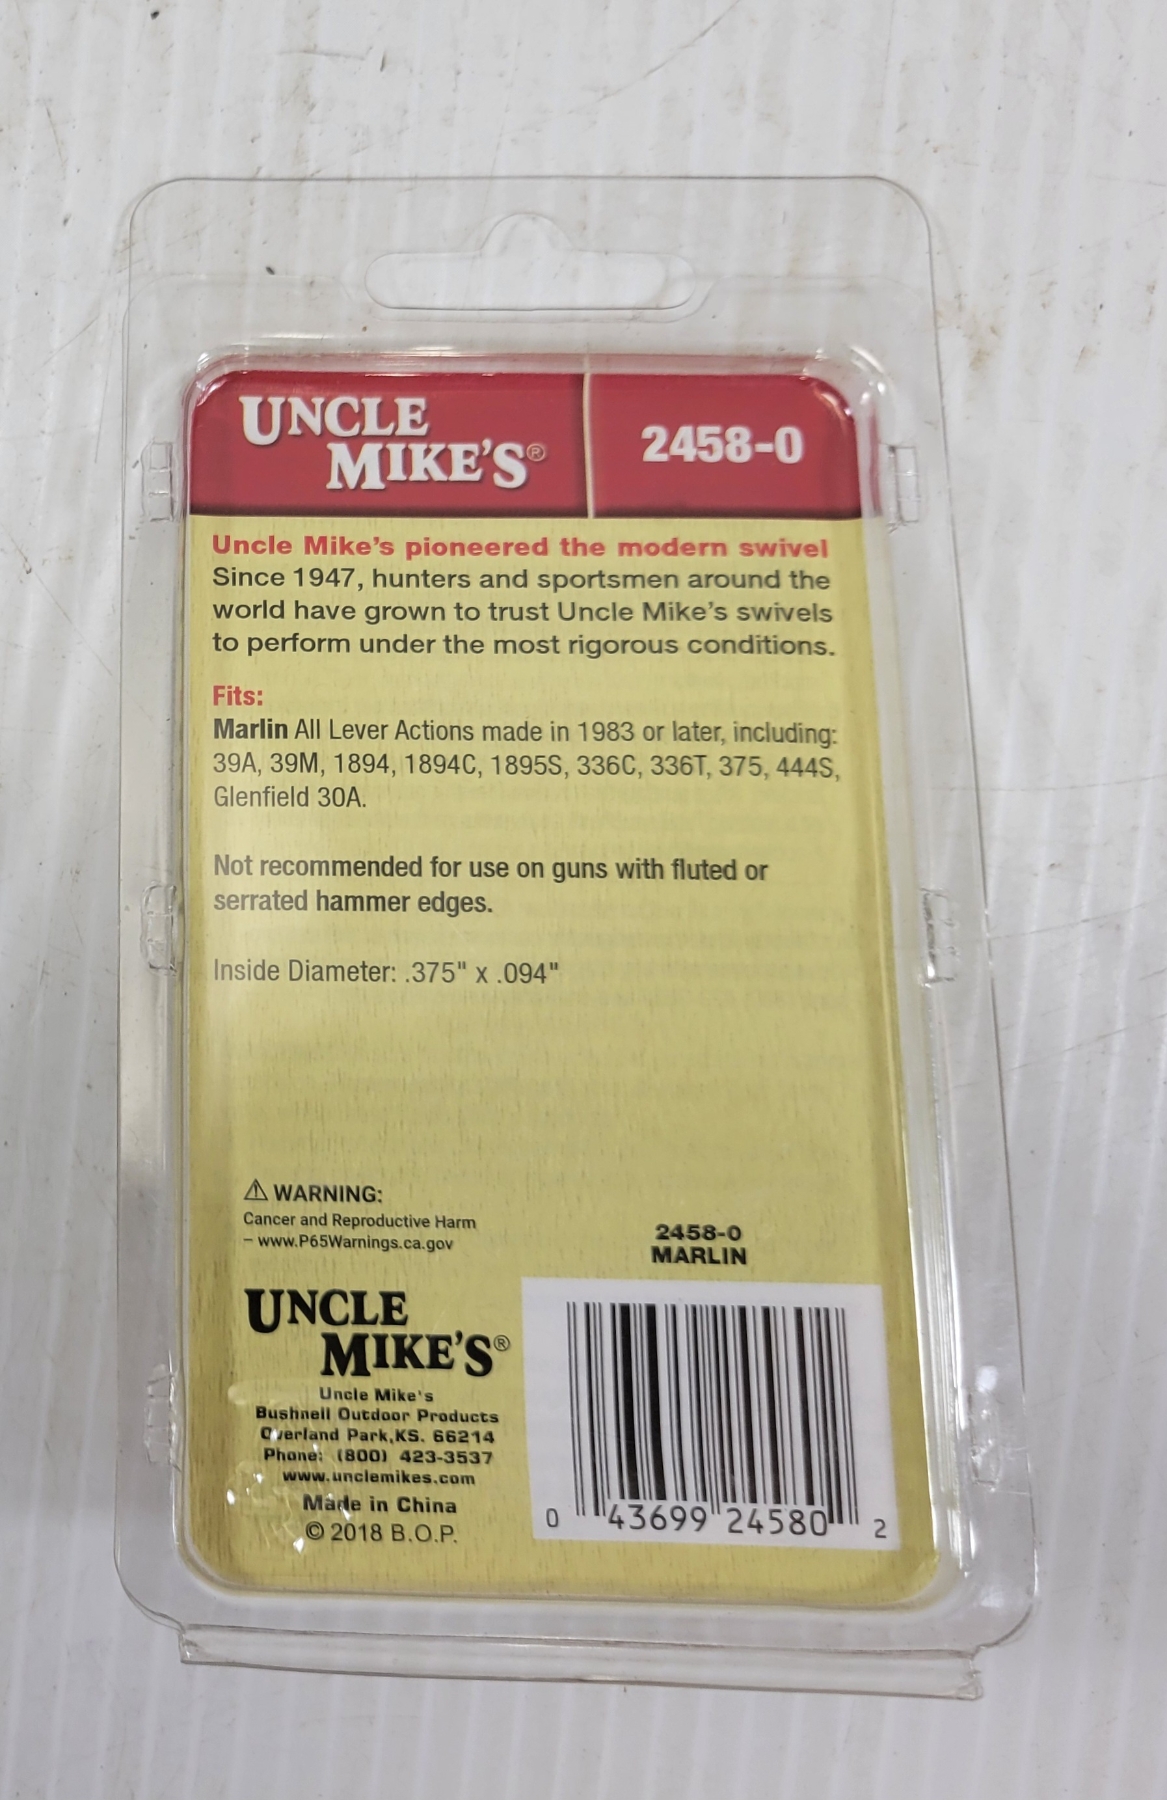 UNCLE
MIKE'S®
2458-0
Uncle Mike's pioneered the modern swivel
Since 1947, hunters and sportsmen around the
world have grown to trust Uncle Mike's swivels
to perform under the most rigorous conditions.
Fits:
Marlin All Lever Actions made in 1983 or later, including:
39A, 39M, 1894, 1894C, 1895S, 336C, 336T, 375, 444S,
Glenfield 30A.
Not recommended for use on guns with fluted or
serrated hammer edges.
Inside Diameter: .375" x .094"
⚠ WARNING:
Cancer and Reproductive Harm
– www.P65Warnings.ca.gov
2458-0
MARLIN
UNCLE
MIKE'S®
Uncle Mike's
Bushnell Outdoor Products
Overland Park,KS. 66214
Phone: (800) 423-3537
www.unclemikes.com
Made in China
© 2018 B.O.P.
0 43699 24580 2